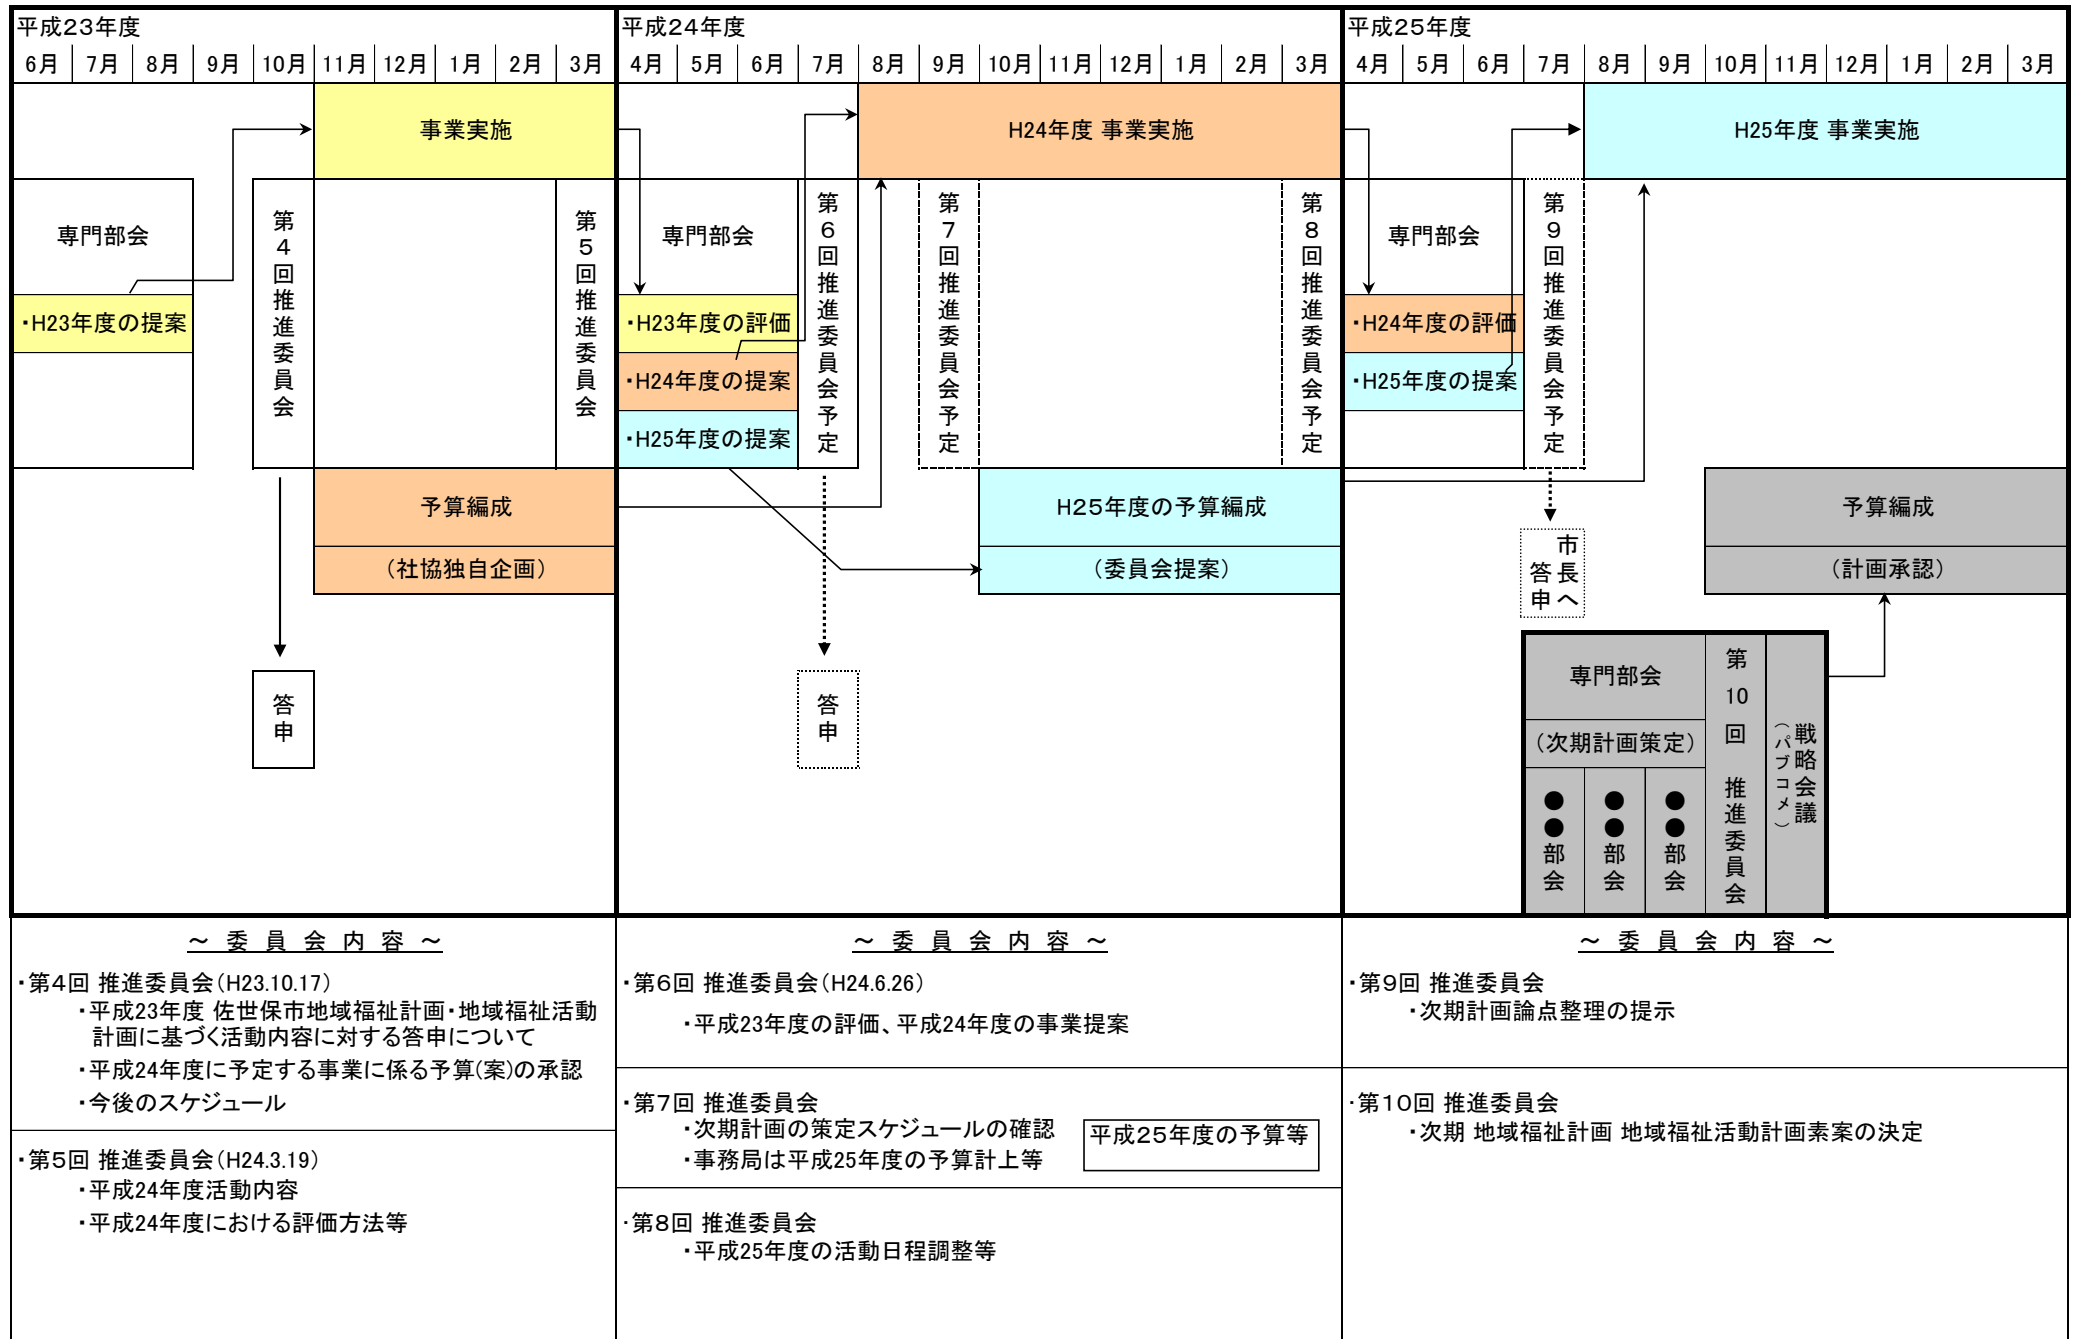 平成23年度
平成24年度
平成25年度
6月 7月 8月 9月 10月 11月 12月 1月 2月 3月
4月 5月 6月 7月 8月 9月 10月 11月 12月 1月 2月 3月
4月 5月 6月 7月 8月 9月 10月 11月 12月 1月 2月 3月
事業実施
H24年度 事業実施
H25年度 事業実施
専門部会
・H23年度の提案
第4回推進委員会
第5回推進委員会
予算編成
（社協独自企画）
答申
専門部会
・H23年度の評価
・H24年度の提案
・H25年度の提案
第6回推進委員会予定
第7回推進委員会予定
第8回推進委員会予定
H25年度の予算編成
（委員会提案）
答申
専門部会
・H24年度の評価
・H25年度の提案
第9回推進委員会予定
市長へ
答申
予算編成
（計画承認）
専門部会
（次期計画策定）
●●部会
●●部会
●●部会
第10回 推進委員会
戦略会議
（パブコメ）
～ 委 員 会 内 容 ～
・第4回 推進委員会（H23.10.17）
・平成23年度 佐世保市地域福祉計画・地域福祉活動
計画に基づく活動内容に対する答申について
・平成24年度に予定する事業に係る予算(案)の承認
・今後のスケジュール
・第5回 推進委員会（H24.3.19）
・平成24年度活動内容
・平成24年度における評価方法等
～ 委 員 会 内 容 ～
・第6回 推進委員会（H24.6.26）
・平成23年度の評価、平成24年度の事業提案
・第7回 推進委員会
・次期計画の策定スケジュールの確認
・事務局は平成25年度の予算計上等
平成25年度の予算等
・第8回 推進委員会
・平成25年度の活動日程調整等
～ 委 員 会 内 容 ～
・第9回 推進委員会
・次期計画論点整理の提示
・第10回 推進委員会
・次期 地域福祉計画 地域福祉活動計画素案の決定